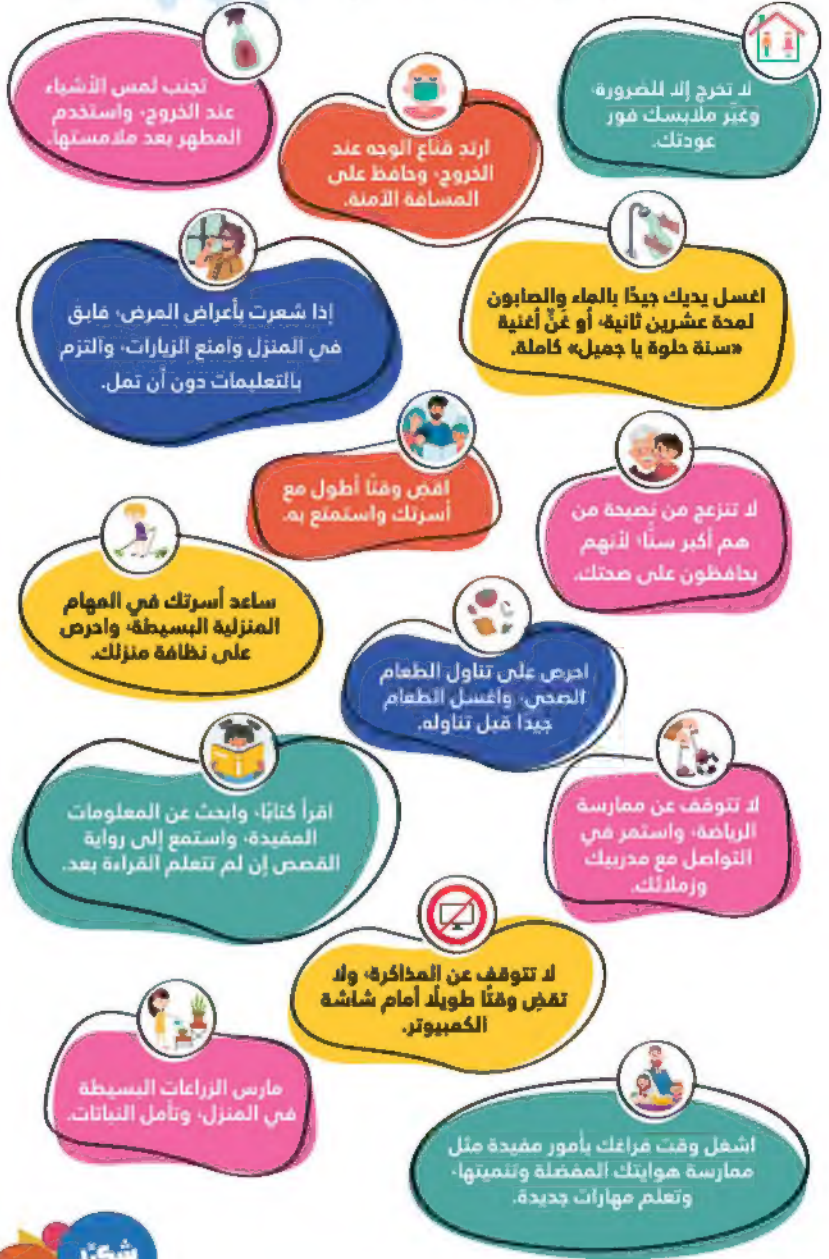 لا تخرج إلا للضرورة،
وغيِّر ملابسك فور
عودتك.
ارتدِ قناع الوجه عند
الخروج، وحافظ على
المسافة الآمنة.
تجنب لمس الأشياء
عند الخروج، واستخدم
المطهر بعد ملامستها.
اغسل يديك جيدًا بالماء والصابون
لمدة عشرين ثانية، أو غَنِّ أغنية
«سنة حلوة يا جميل» كاملة.
إذا شعرت بأعراض المرض، فابق
في المنزل وامنع الزيارات، والتزم
بالتعليمات دون أن تمل.
لا تنزعج من نصيحة من
هم أكبر سنًّا؛ لأنهم
يحافظون على صحتك.
اقضِ وقتًا أطول مع
أسرتك واستمتع به.
ساعد أسرتك في المهام
المنزلية البسيطة، واحرص
على نظافة منزلك.
احرص على تناول الطعام
الصحي، واغسل الطعام
جيدًا قبل تناوله.
لا تتوقف عن ممارسة
الرياضة، واستمر في
التواصل مع مدربيك
وزملائك.
اقرأ كتابًا، وابحث عن المعلومات
المفيدة، واستمع إلى رواية
القصص إن لم تتعلم القراءة بعد.
لا تتوقف عن المذاكرة، ولا
تقضِ وقتًا طويلًا أمام شاشة
الكمبيوتر.
مارس الزراعات البسيطة
في المنزل، وتأمل النباتات.
اشغل وقت فراغك بأمور مفيدة مثل
ممارسة هوايتك المفضلة وتنميتها،
وتعلم مهارات جديدة.
شكرًا